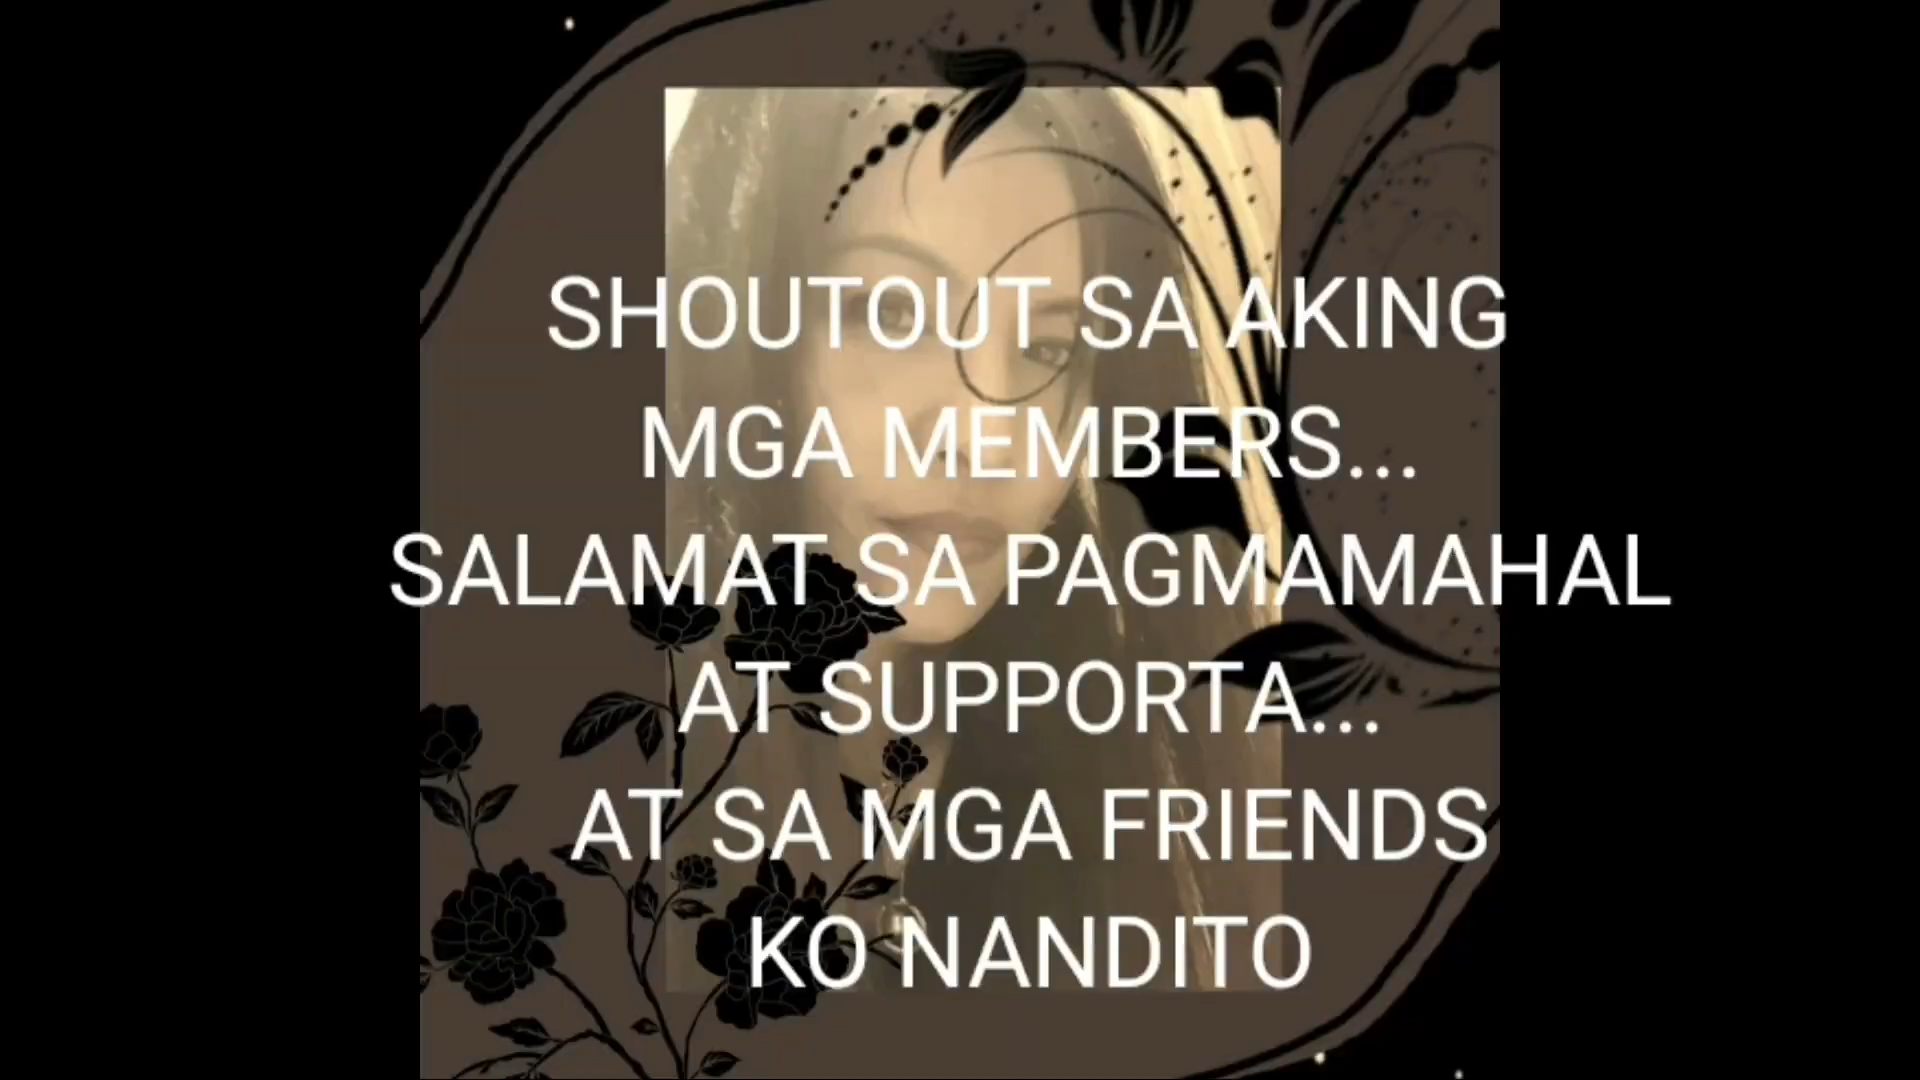 SHOUTOUT SA AKING
MGA MEMBERS...
SALAMAT SA PAGMAMAHAL
AT SUPPORTA...
AT SA MGA FRIENDS
KO NANDITO